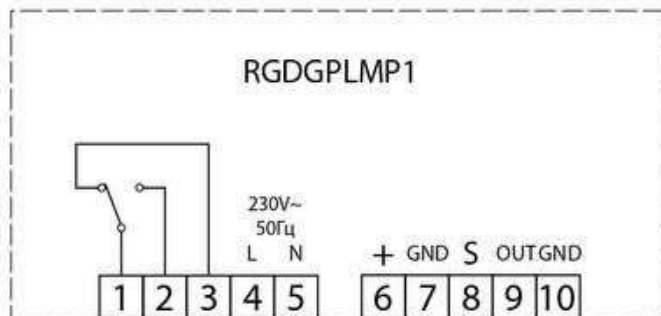 RGDGPLMP1
230V~
50Гц
L N
+ GND S OUT GND
1 2 3 4 5 6 7 8 9 10